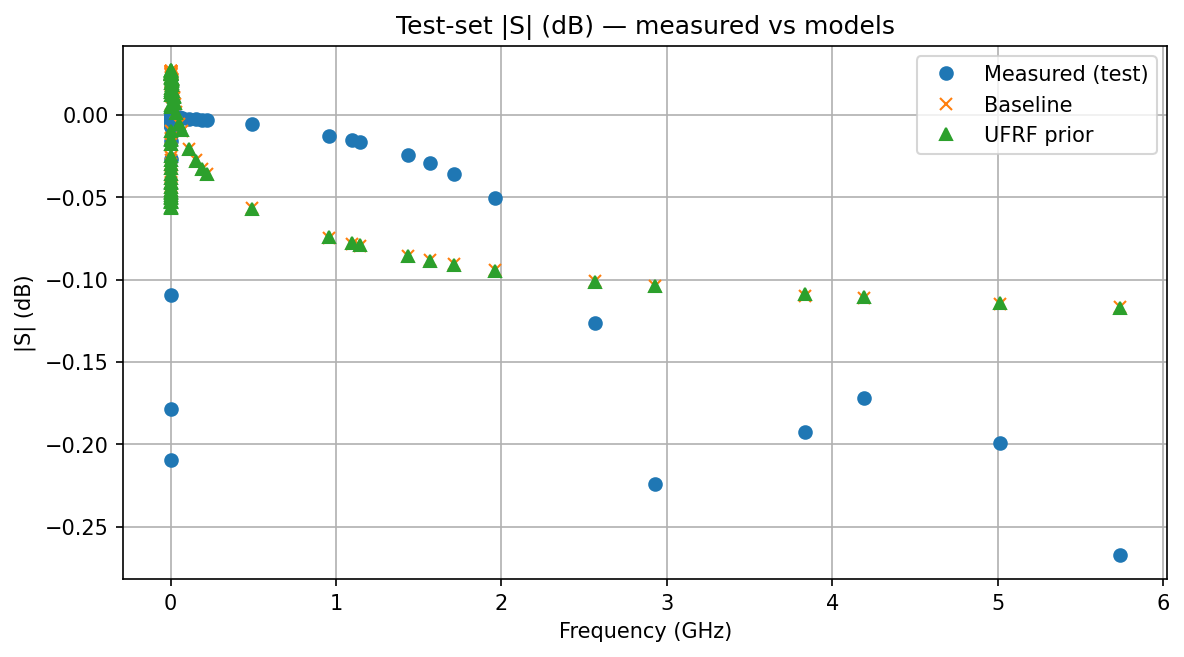 Test-set |S| (dB) — measured vs models
Measured (test)
Baseline
UFRF prior
|S| (dB)
0.00
−0.05
−0.10
−0.15
−0.20
−0.25
0 1 2 3 4 5 6
Frequency (GHz)